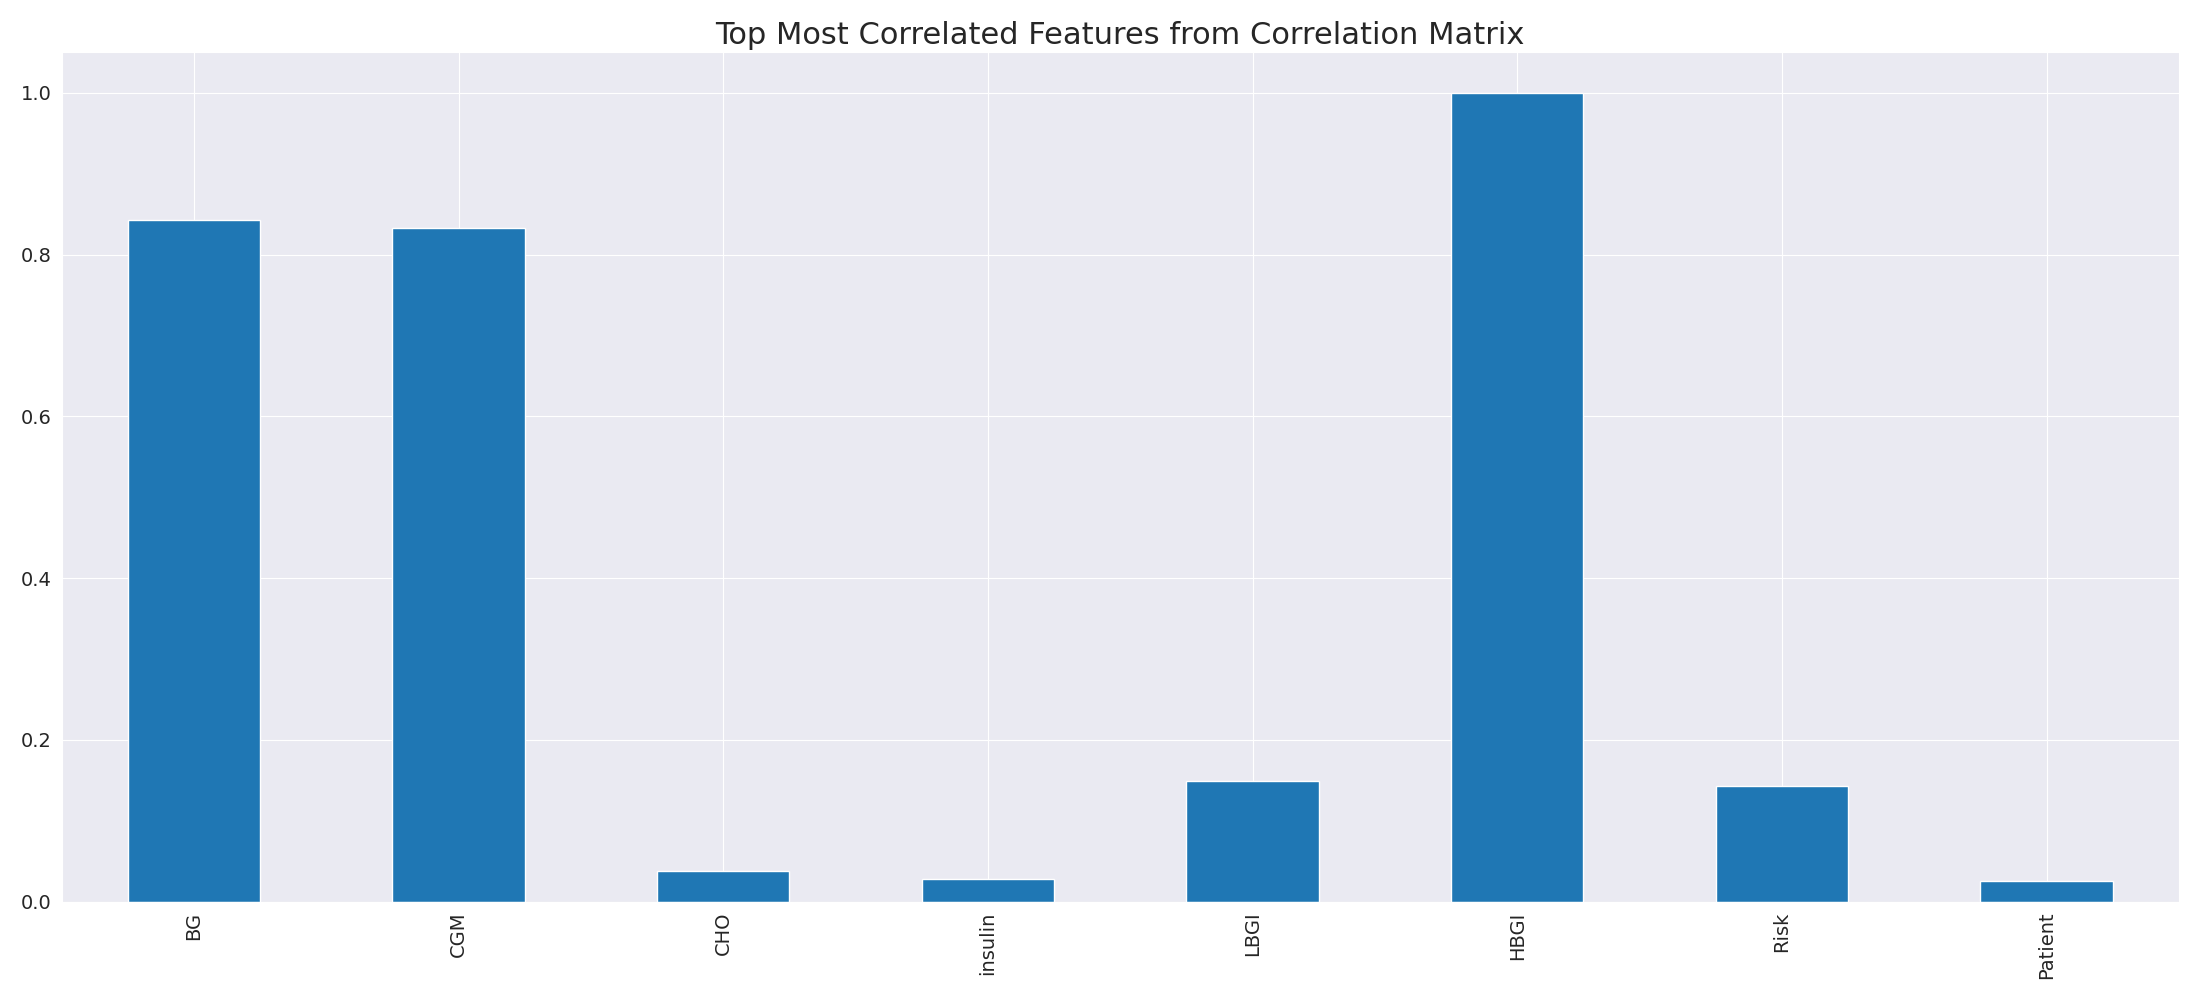 Top Most Correlated Features from Correlation Matrix
1.0
0.8
0.6
0.4
0.2
0.0
BG
CGM
CHO
insulin
LBGI
HBGI
Risk
Patient